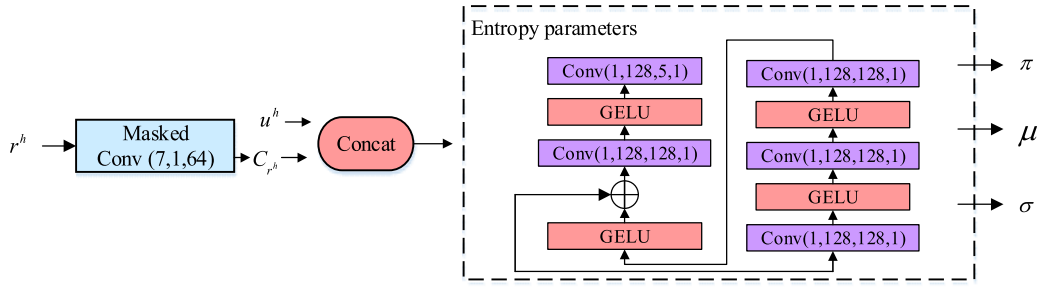 r^h
Masked
Conv (7,1,64)
u^h
C_{r^h}
Concat
Entropy parameters
Conv(1,128,5,1)
GELU
Conv(1,128,128,1)
GELU
Conv(1,128,128,1)
GELU
Conv(1,128,128,1)
GELU
Conv(1,128,128,1)
π
μ
σ